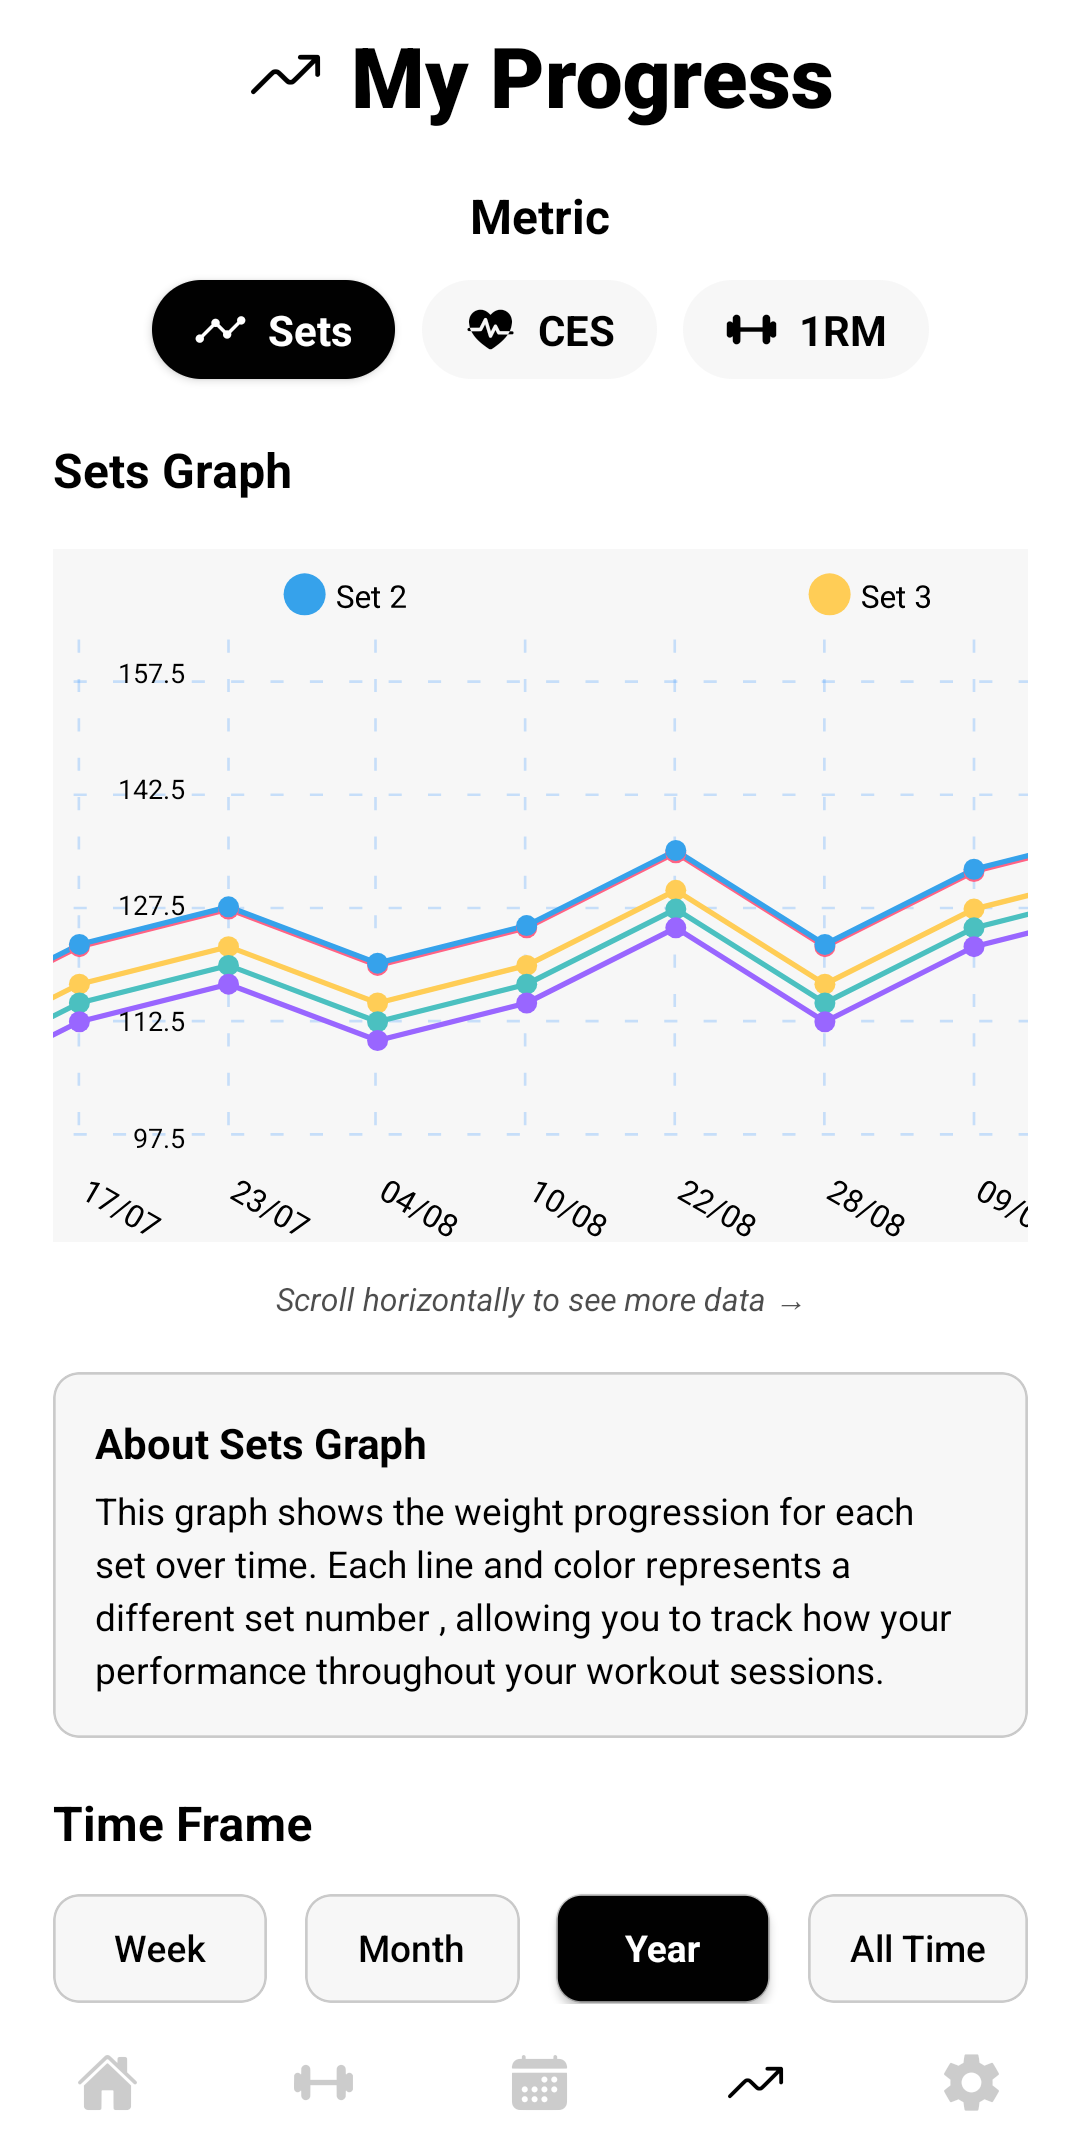 My Progress
Metric
Sets
CES
1RM
Sets Graph
Set 2
Set 3
157.5
142.5
127.5
112.5
97.5
17/07
23/07
04/08
10/08
22/08
28/08
Scroll horizontally to see more data →
About Sets Graph
This graph shows the weight progression for each
set over time. Each line and color represents a
different set number , allowing you to track how your
performance throughout your workout sessions.
Time Frame
Week
Month
Year
All Time